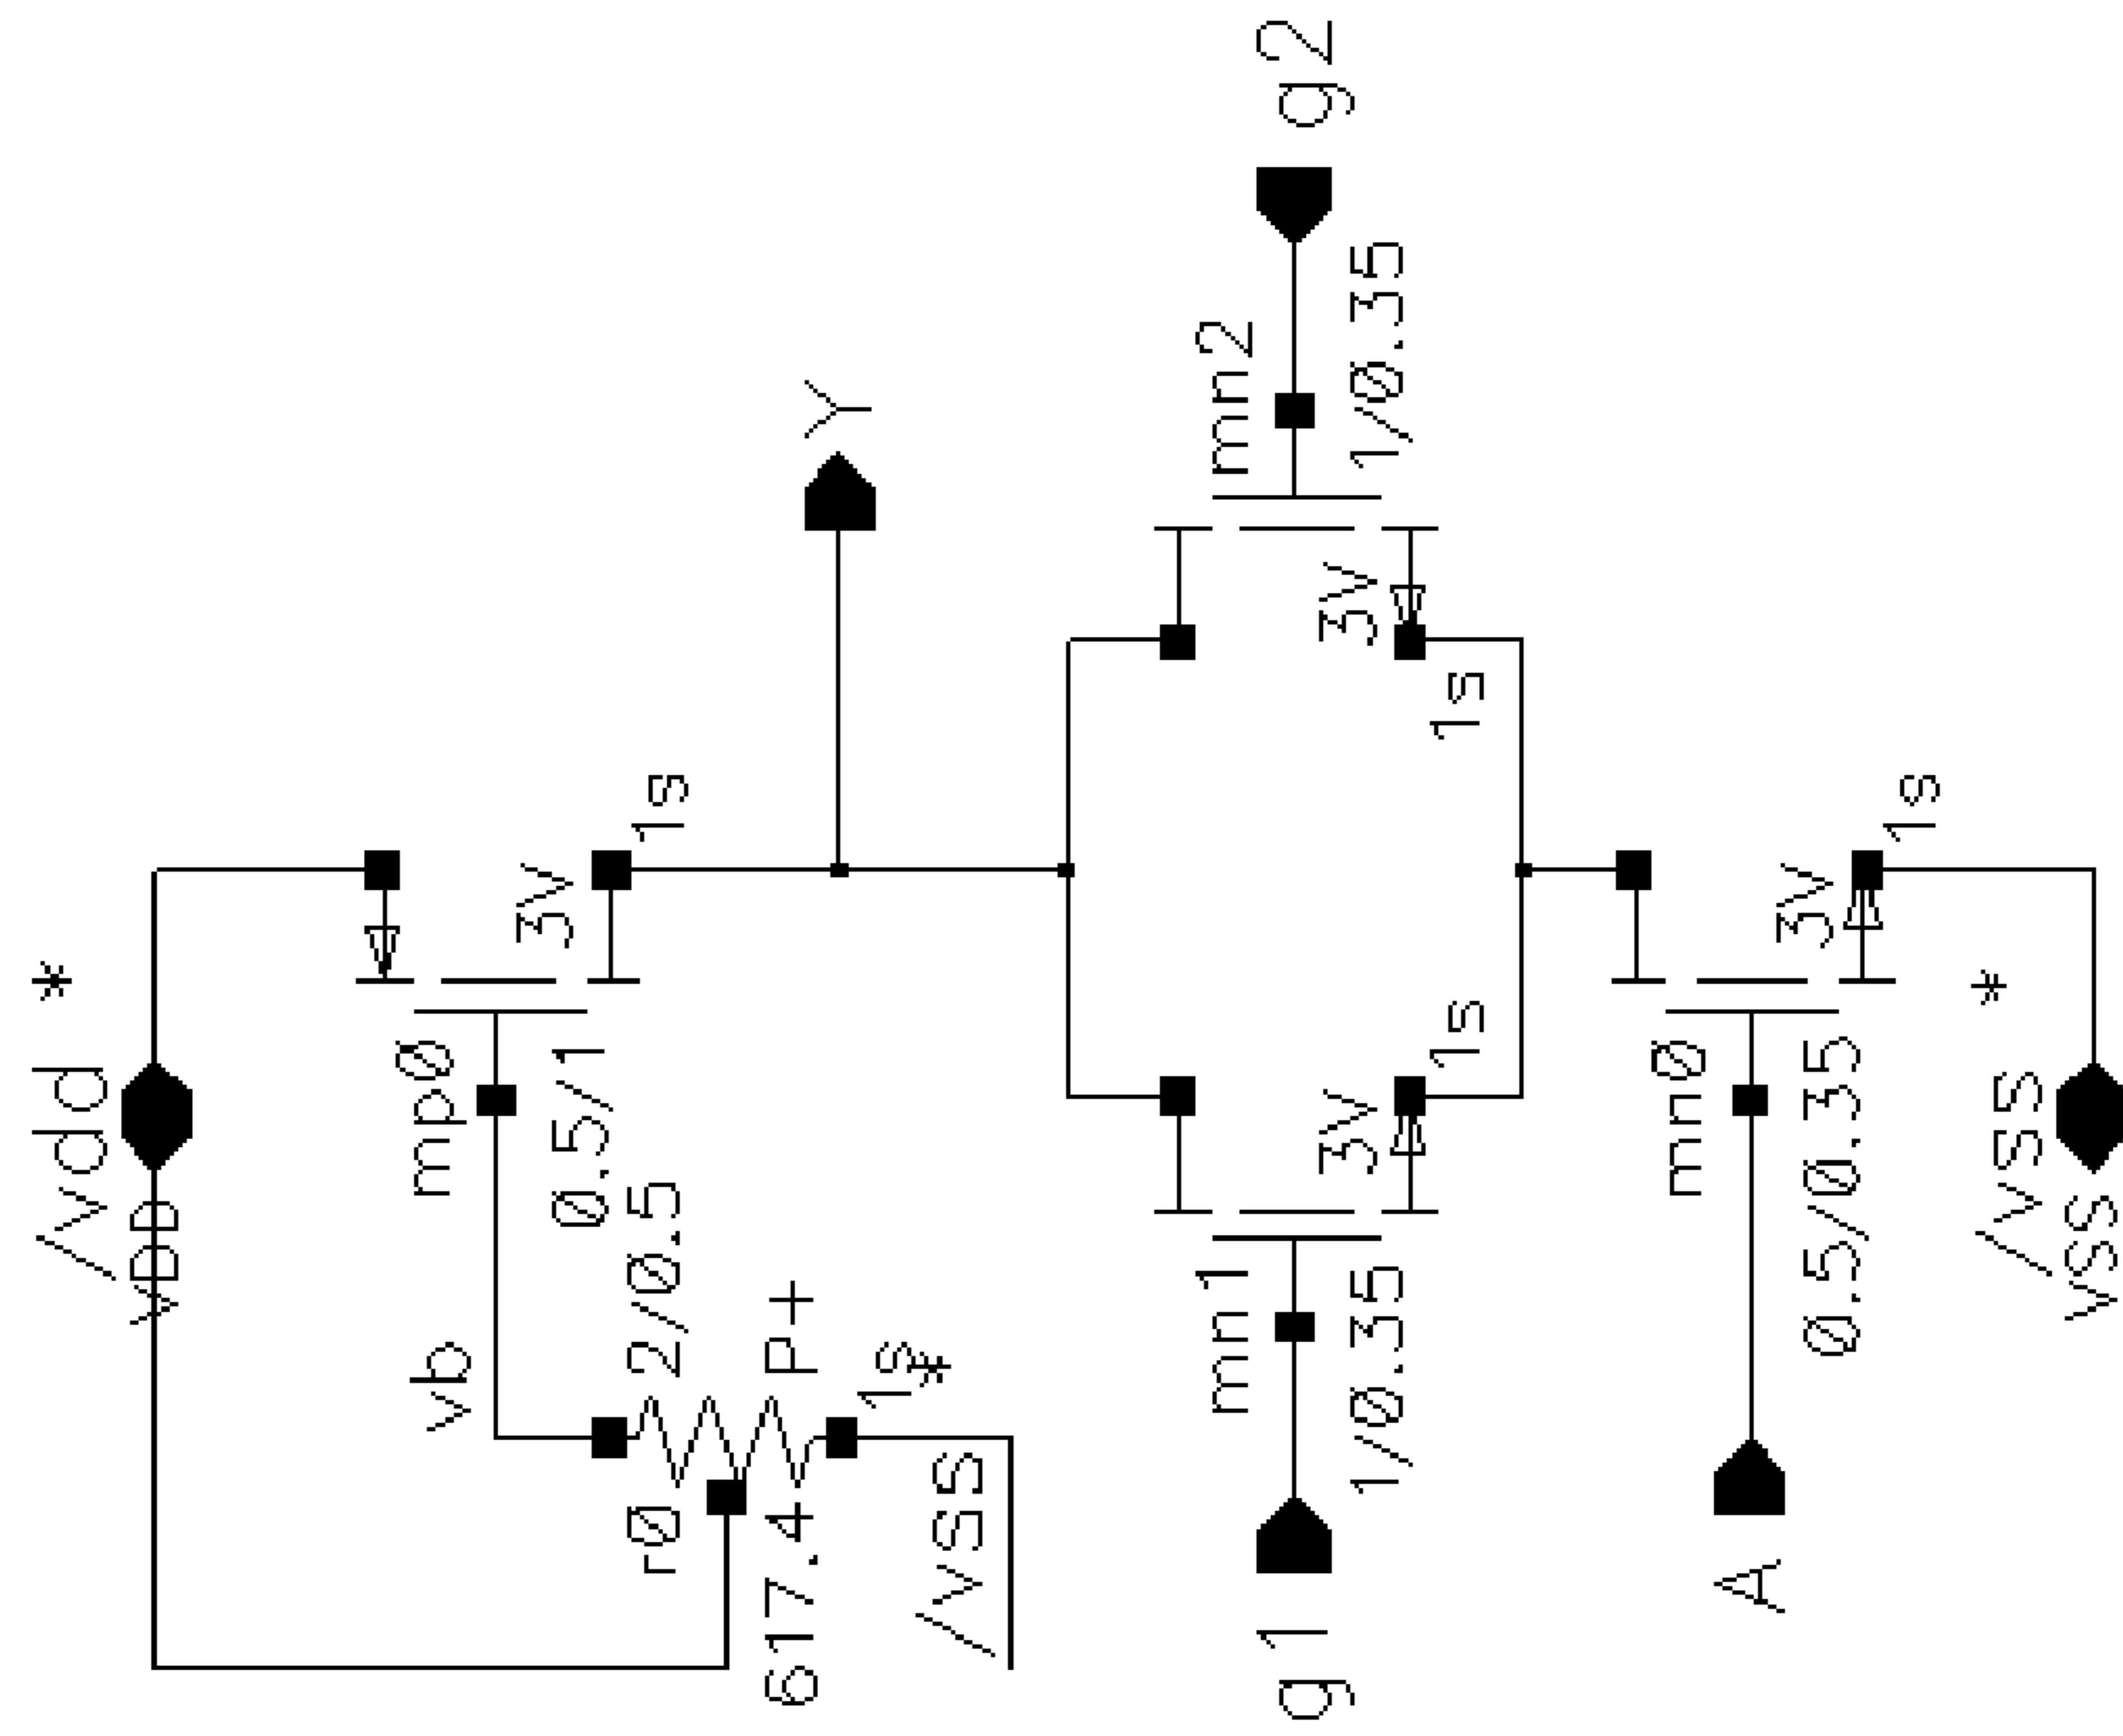 /vdd *
vDD
vb mp0
3v
0.5/1
r0 2/0.5 1s
617.4 P+
Y
1s
/vss *
mn1 mn2
g1 g2
3v 3v
1/0.35 1/0.35
1s 1s
mn0
A
3v
0.5/0.35
1s
/vss *
vss